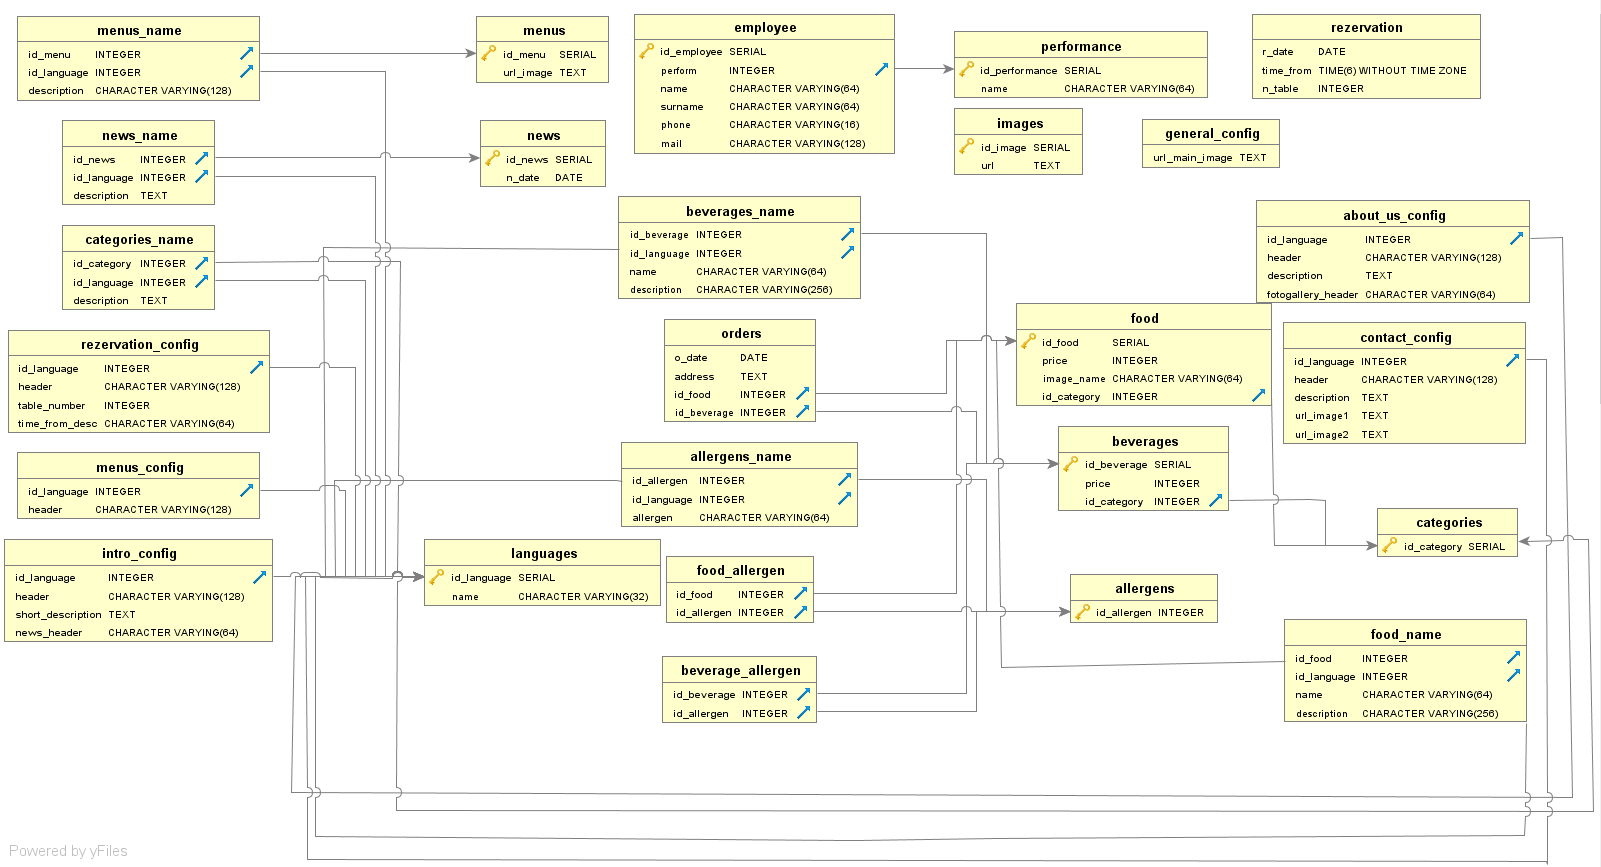 menus_name
id_menu INTEGER
id_language INTEGER
description CHARACTER VARYING(128)
menus
id_menu SERIAL
url_image TEXT
employee
id_employee SERIAL
perform INTEGER
name CHARACTER VARYING(64)
surname CHARACTER VARYING(64)
phone CHARACTER VARYING(16)
mail CHARACTER VARYING(128)
performance
id_performance SERIAL
name CHARACTER VARYING(64)
rezervation
r_date DATE
time_from TIME(6) WITHOUT TIME ZONE
n_table INTEGER
news_name
id_news INTEGER
id_language INTEGER
description TEXT
news
id_news SERIAL
n_date DATE
images
id_image SERIAL
url TEXT
general_config
url_main_image TEXT
categories_name
id_category INTEGER
id_language INTEGER
description TEXT
beverages_name
id_beverage INTEGER
id_language INTEGER
name CHARACTER VARYING(64)
description CHARACTER VARYING(256)
about_us_config
id_language INTEGER
header CHARACTER VARYING(128)
description TEXT
fotogallery_header CHARACTER VARYING(64)
rezervation_config
id_language INTEGER
header CHARACTER VARYING(128)
table_number INTEGER
time_from_desc CHARACTER VARYING(64)
orders
o_date DATE
address TEXT
id_food INTEGER
id_beverage INTEGER
food
id_food SERIAL
price INTEGER
image_name CHARACTER VARYING(64)
id_category INTEGER
contact_config
id_language INTEGER
header CHARACTER VARYING(128)
description TEXT
url_image1 TEXT
url_image2 TEXT
menus_config
id_language INTEGER
header CHARACTER VARYING(128)
allergens_name
id_allergen INTEGER
id_language INTEGER
allergen CHARACTER VARYING(64)
beverages
id_beverage SERIAL
price INTEGER
id_category INTEGER
categories
id_category SERIAL
intro_config
id_language INTEGER
header CHARACTER VARYING(128)
short_description TEXT
news_header CHARACTER VARYING(64)
languages
id_language SERIAL
name CHARACTER VARYING(32)
food_allergen
id_food INTEGER
id_allergen INTEGER
allergens
id_allergen INTEGER
food_name
id_food INTEGER
id_language INTEGER
name CHARACTER VARYING(64)
description CHARACTER VARYING(256)
beverage_allergen
id_beverage INTEGER
id_allergen INTEGER
Powered by yFiles